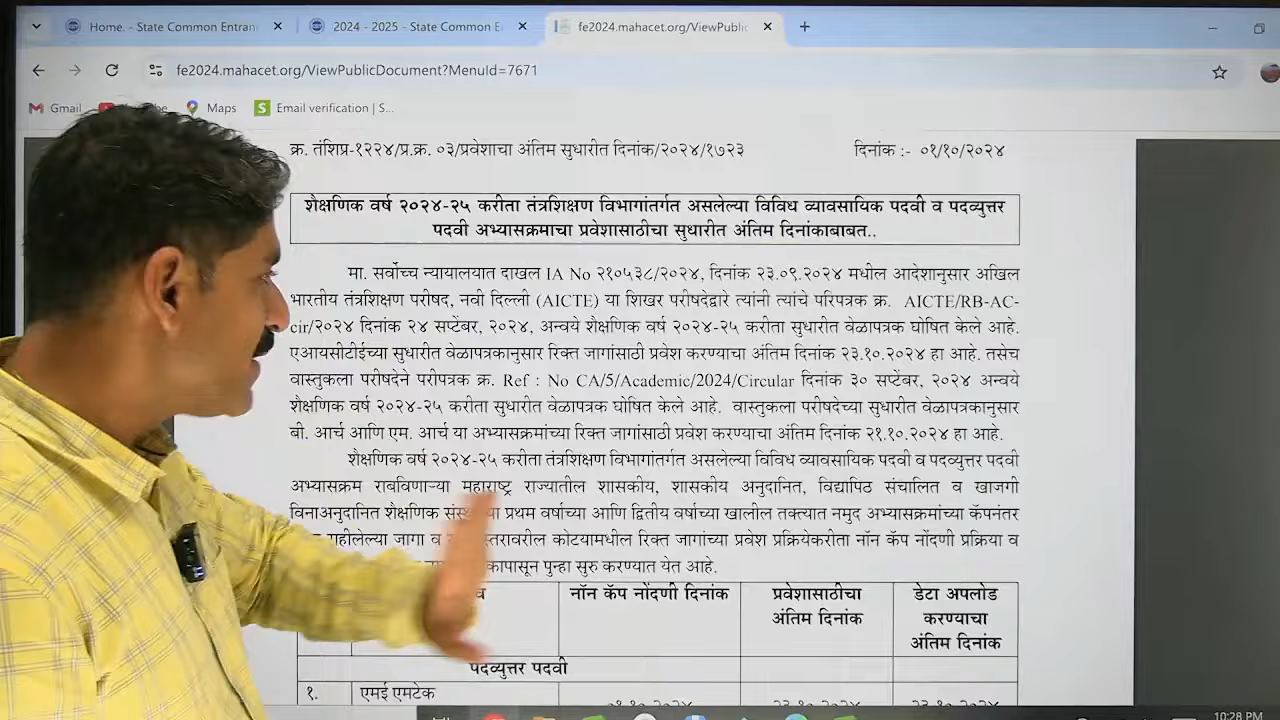 Home. - State Common Entran
2024 - 2025 - State Common E
fe2024.mahacet.org/ViewPublic
fe2024.mahacet.org/ViewPublicDocument?MenuId=7671
Gmail
Maps
Email verification | S...
क्र. तंशिप्र-१२२४/प्र.क्र. ०३/प्रवेशाचा अंतिम सुधारीत दिनांक/२०२४/१७२३ दिनांक :- ०१/१०/२०२४
शैक्षणिक वर्ष २०२४-२५ करीता तंत्रशिक्षण विभागांतर्गत असलेल्या विविध व्यावसायिक पदवी व पदव्युत्तर
पदवी अभ्यासक्रमाचा प्रवेशासाठीचा सुधारीत अंतिम दिनांकाबाबत..
मा. सर्वोच्च न्यायालयात दाखल IA No २१०५३८/२०२४, दिनांक २३.०९.२०२४ मधील आदेशानुसार अखिल
भारतीय तंत्रशिक्षण परीषद, नवी दिल्ली (AICTE) या शिखर परीषदेद्वारे त्यांनी त्यांचे परिपत्रक क्र. AICTE/RB-AC-
cir/२०२४ दिनांक २४ सप्टेंबर, २०२४, अन्वये शैक्षणिक वर्ष २०२४-२५ करीता सुधारीत वेळापत्रक घोषित केले आहे.
एआयसीटीईच्या सुधारीत वेळापत्रकानुसार रिक्त जागांसाठी प्रवेश करण्याचा अंतिम दिनांक २३.१०.२०२४ हा आहे. तसेच
वास्तुकला परीषदेने परीपत्रक क्र. Ref : No CA/5/Academic/2024/Circular दिनांक ३० सप्टेंबर, २०२४ अन्वये
शैक्षणिक वर्ष २०२४-२५ करीता सुधारीत वेळापत्रक घोषित केले आहे. वास्तुकला परीषदेच्या सुधारीत वेळापत्रकानुसार
बी. आर्च आणि एम. आर्च या अभ्यासक्रमांच्या रिक्त जागांसाठी प्रवेश करण्याचा अंतिम दिनांक २१.१०.२०२४ हा आहे.
शैक्षणिक वर्ष २०२४-२५ करीता तंत्रशिक्षण विभागांतर्गत असलेल्या विविध व्यावसायिक पदवी व पदव्युत्तर पदवी
अभ्यासक्रम राबविणाऱ्या महाराष्ट्र राज्यातील शासकीय, शासकीय अनुदानित, विद्यापिठ संचालित व खाजगी
विनाअनुदानित शैक्षणिक प्रथम वर्षाच्या आणि द्वितीय वर्षाच्या खालील तक्त्यात नमुद अभ्यासक्रमांच्या कॅपनंतर
जागा व कोटयामधील रिक्त जागांच्या प्रवेश प्रक्रियेकरीता नॉन कॅप नोंदणी प्रक्रिया व
पुन्हा सुरु करण्यात येत आहे.
नॉन कॅप नोंदणी दिनांक प्रवेशासाठीचा डेटा अपलोड
अंतिम दिनांक करण्याचा
अंतिम दिनांक
पदव्युत्तर पदवी
१. एमई एमटेक
10:28 PM